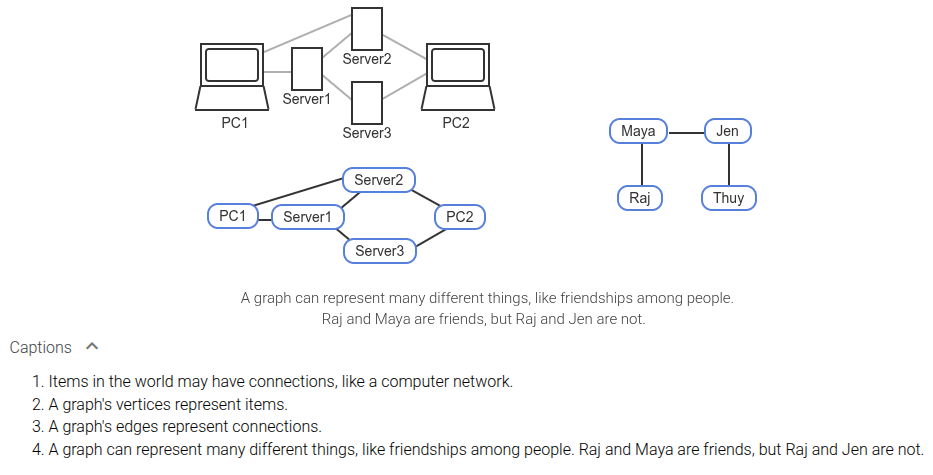 Server2
Server1
PC1
Server3
PC2
Maya
Jen
Raj
Thuy
Server2
PC1
Server1
PC2
Server3
A graph can represent many different things, like friendships among people.
Raj and Maya are friends, but Raj and Jen are not.
Captions
1. Items in the world may have connections, like a computer network.
2. A graph's vertices represent items.
3. A graph's edges represent connections.
4. A graph can represent many different things, like friendships among people. Raj and Maya are friends, but Raj and Jen are not.